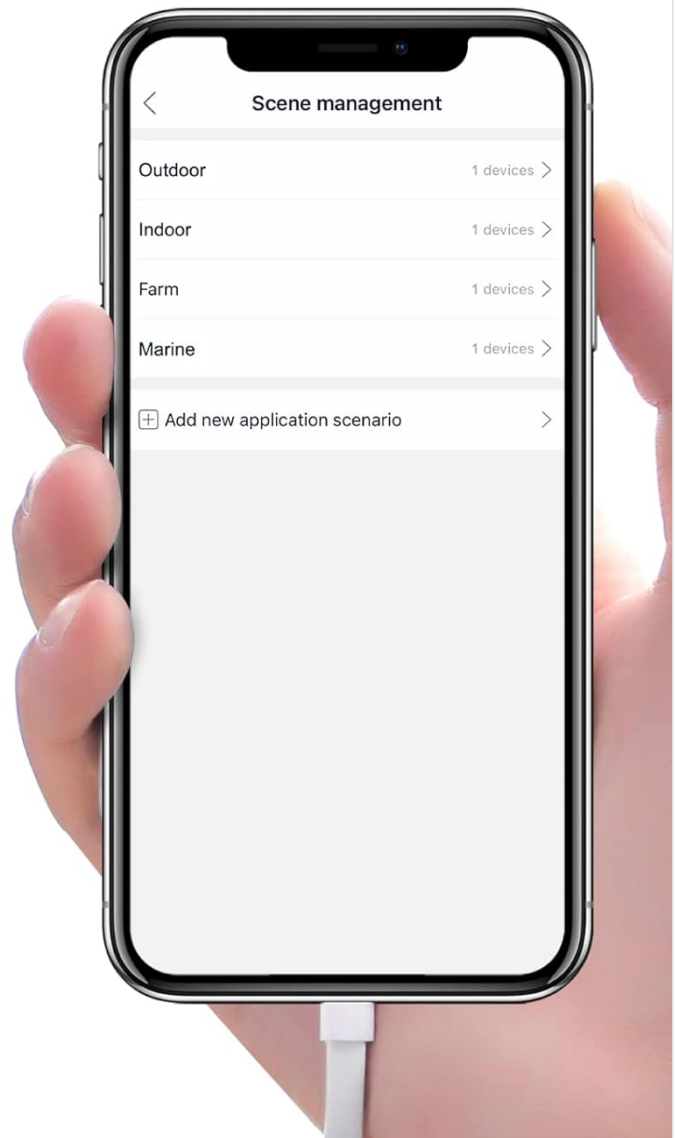 Scene management
Outdoor 1 devices
Indoor 1 devices
Farm 1 devices
Marine 1 devices
Add new application scenario